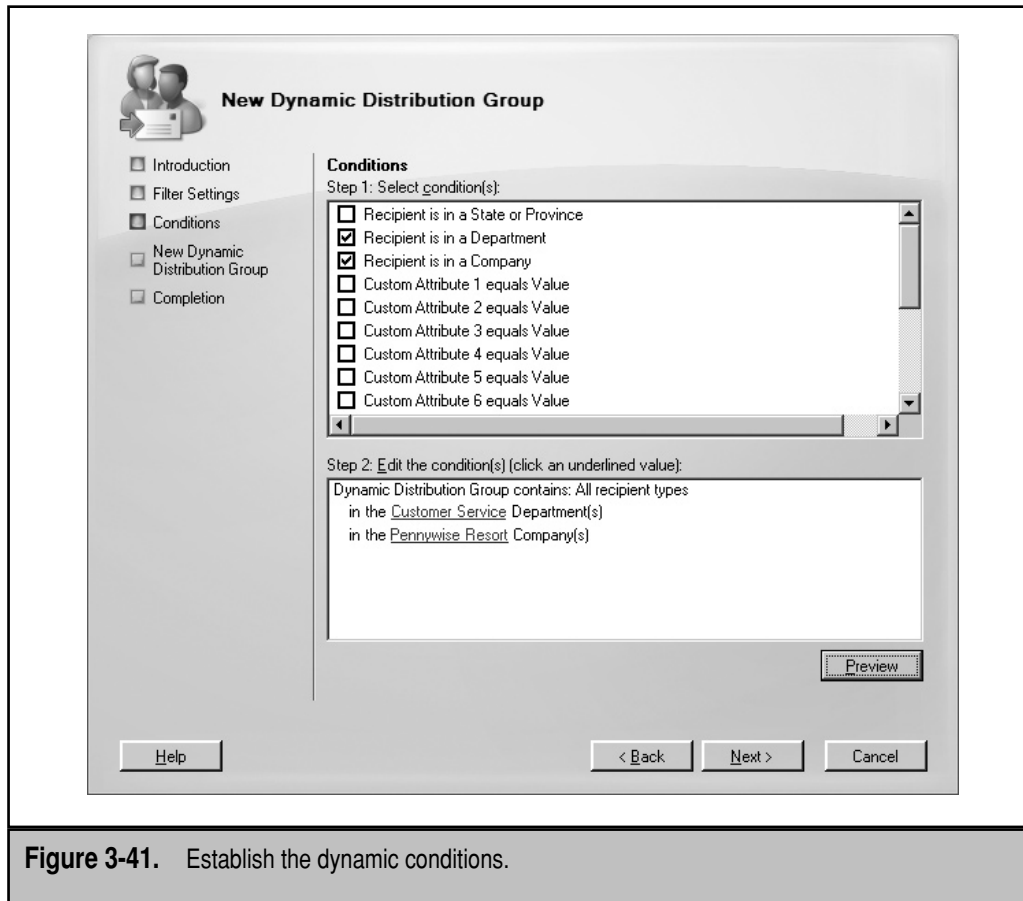 New Dynamic Distribution Group
Introduction
Filter Settings
Conditions
New Dynamic
Distribution Group
Completion
Conditions
Step 1: Select condition(s):
Recipient is in a State or Province
Recipient is in a Department
Recipient is in a Company
Custom Attribute 1 equals Value
Custom Attribute 2 equals Value
Custom Attribute 3 equals Value
Custom Attribute 4 equals Value
Custom Attribute 5 equals Value
Custom Attribute 6 equals Value
Step 2: Edit the condition(s) (click an underlined value):
Dynamic Distribution Group contains: All recipient types
in the Customer Service Department(s)
in the Pennywise Resort Company(s)
Preview
Help
< Back
Next >
Cancel
Figure 3-41. Establish the dynamic conditions.